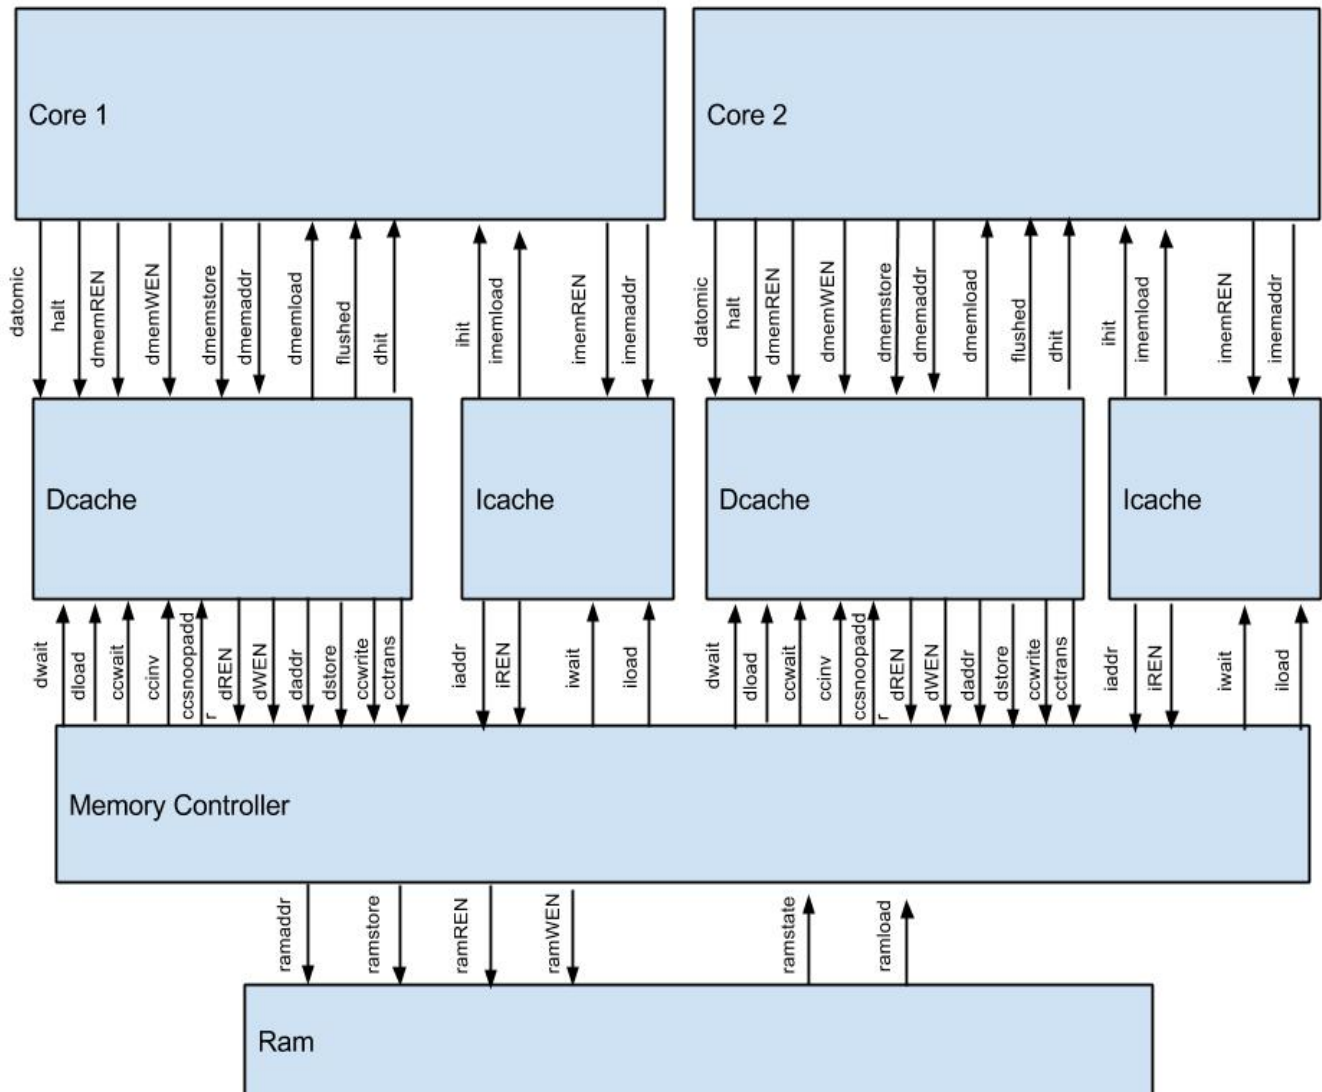 Core 1
Core 2
datomic
halt
dmemREN
dmemWEN
dmemstore
dmemaddr
dmemload
flushed
dhit
ihit
imemload
imemREN
imemaddr
datomic
halt
dmemREN
dmemWEN
dmemstore
dmemaddr
dmemload
flushed
dhit
ihit
imemload
imemREN
imemaddr
Dcache
Icache
Dcache
Icache
dwait
dload
ccwait
ccinv
ccsnoopadd
r
dREN
dWEN
daddr
dstore
ccwrite
cctrans
iaddr
iREN
iwait
iload
dwait
dload
ccwait
ccinv
ccsnoopadd
r
dREN
dWEN
daddr
dstore
ccwrite
cctrans
iaddr
iREN
iwait
iload
Memory Controller
ramaddr
ramstore
ramREN
ramWEN
ramstate
ramload
Ram